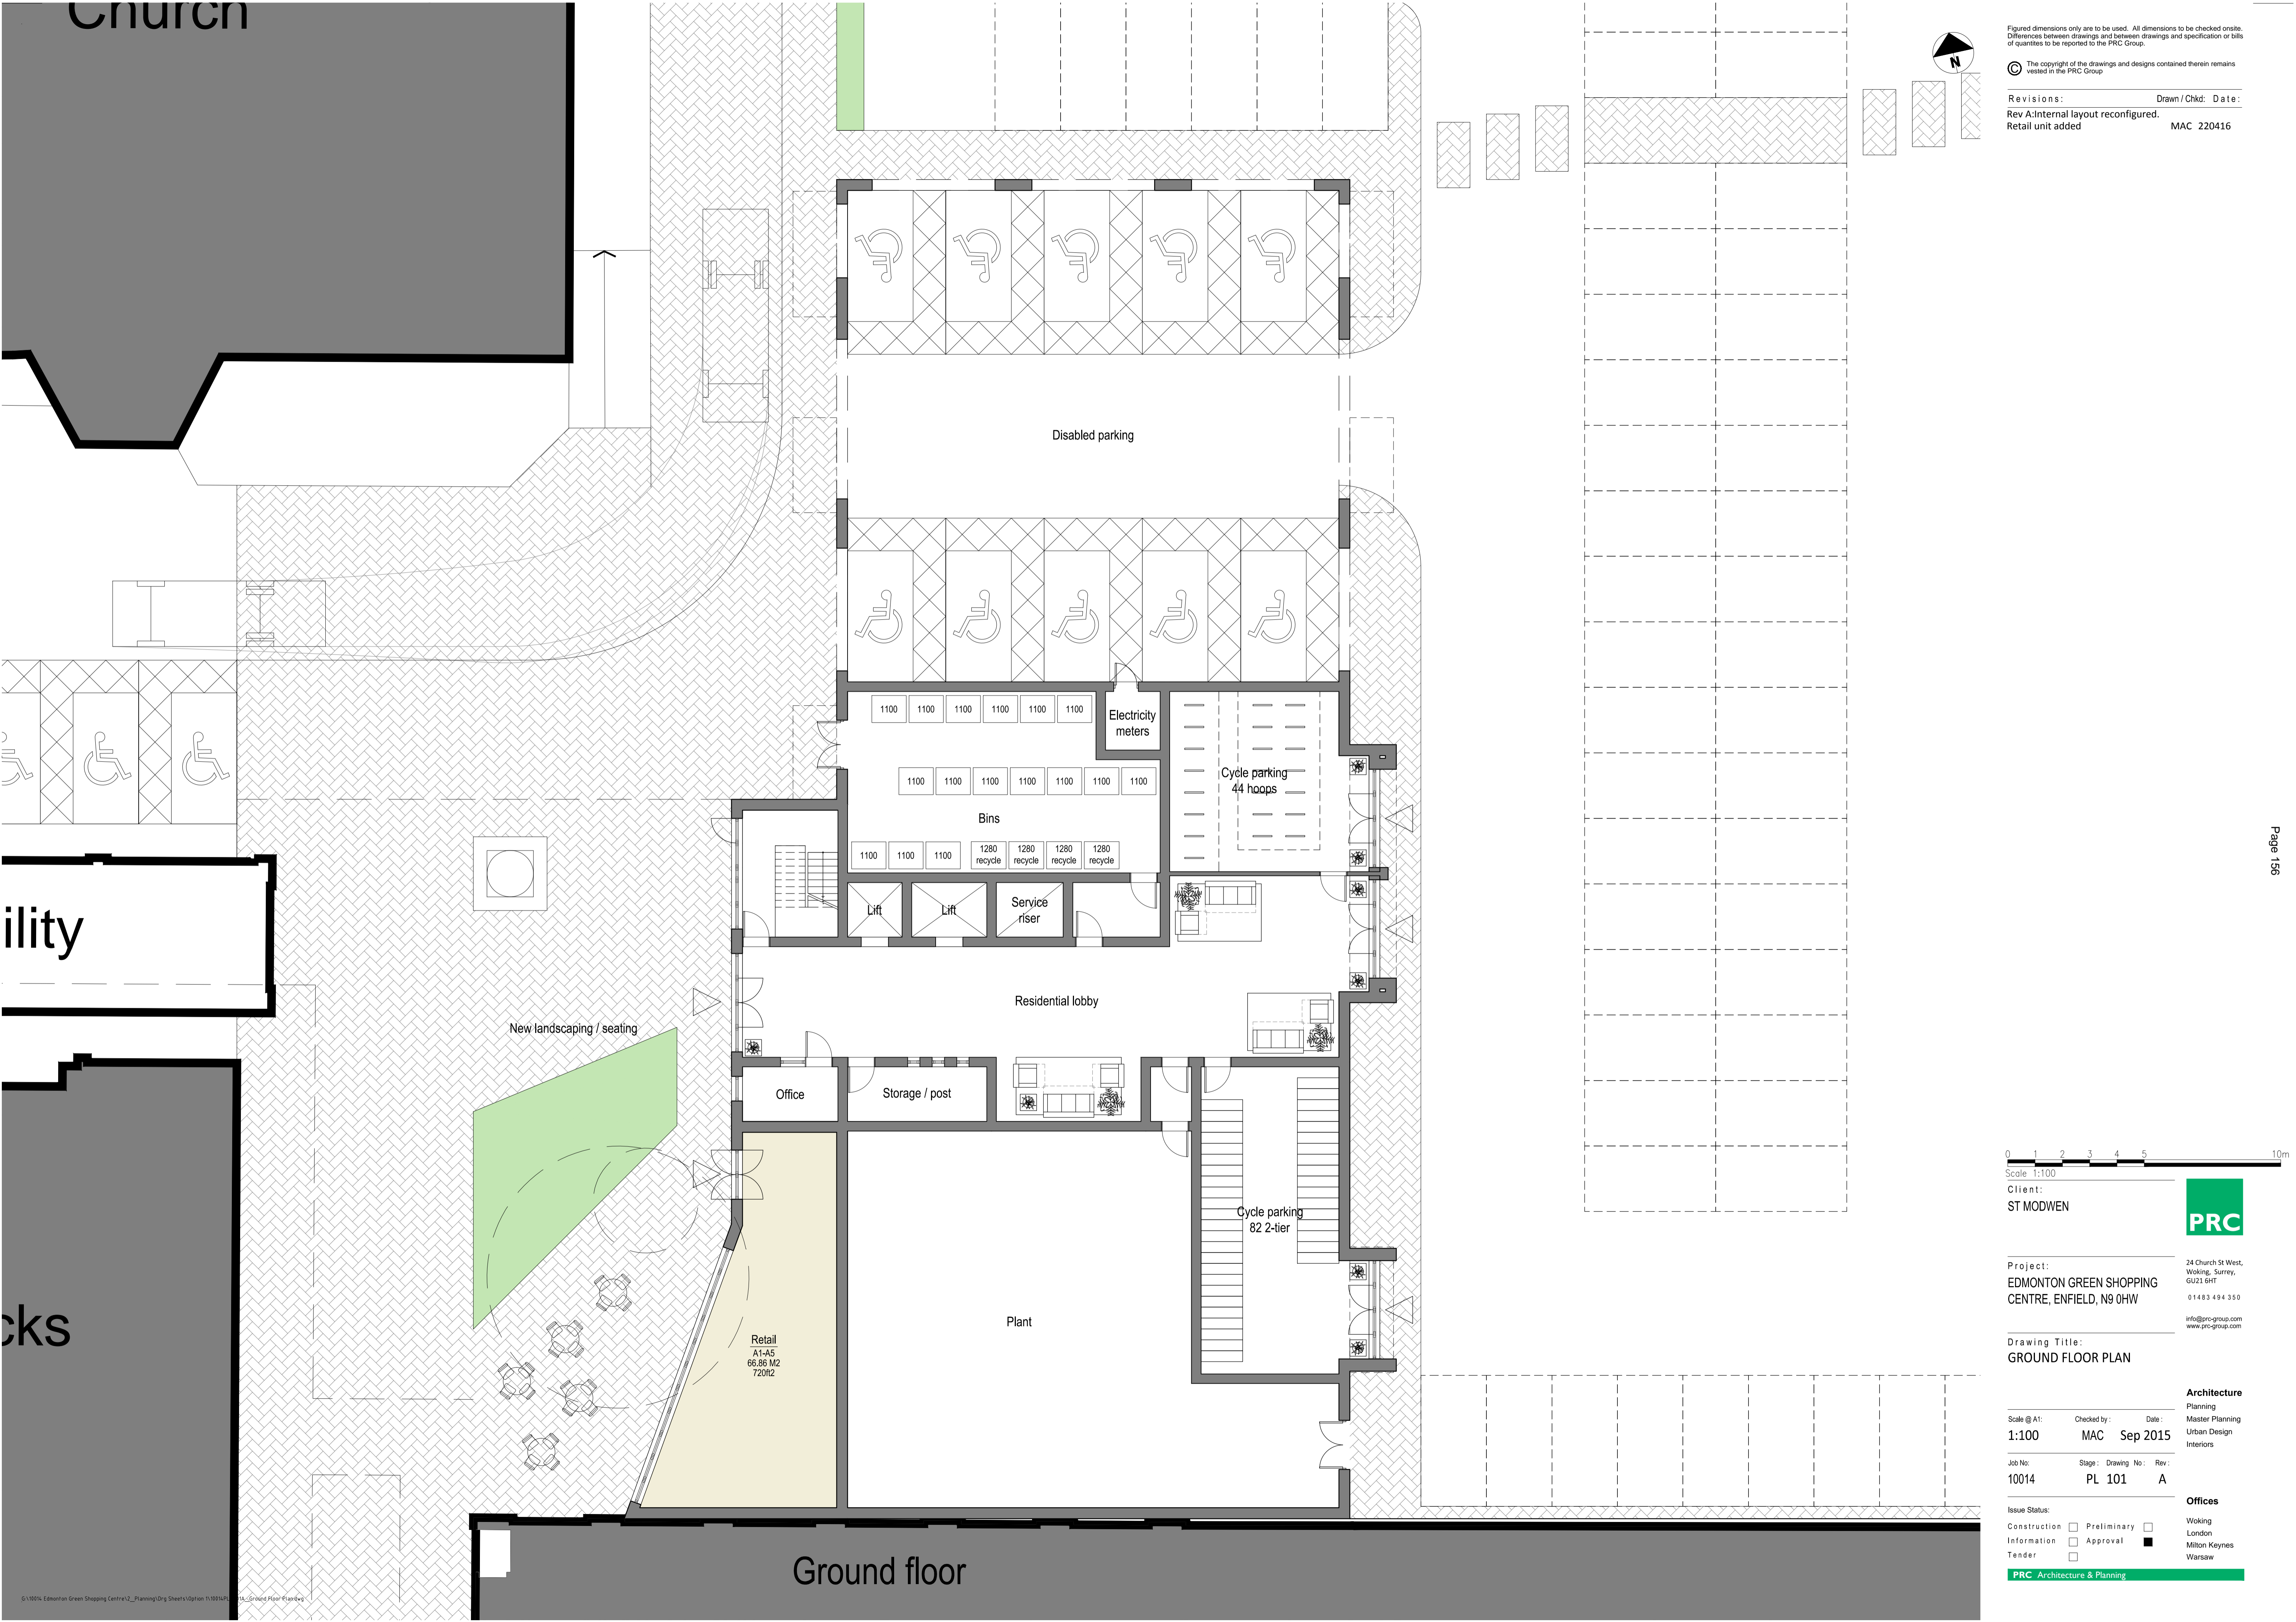 Church
Figured dimensions only are to be used. All dimensions to be checked onsite.
Differences between drawings and between drawings and specification or bills
of quantites to be reported to the PRC Group.
© The copyright of the drawings and designs contained therein remains
vested in the PRC Group
N
Revisions: Drawn / Chkd: Date:
Rev A:Internal layout reconfigured.
Retail unit added MAC 220416
Disabled parking
1100 1100 1100 1100 1100 1100
Electricity
meters
1100 1100 1100 1100 1100 1100 1100
Cycle parking
44 hoops
Bins
1100 1100 1100
1280
recycle
1280
recycle
1280
recycle
1280
recycle
Lift
Lift
Service
riser
ility
Residential lobby
New landscaping / seating
Office
Storage / post
Cycle parking
82 2-tier
Plant
Retail
A1-A5
66.86 M2
720ft2
cks
Ground floor
Page 156
0 1 2 3 4 5 10m
Scale 1:100
Client:
ST MODWEN
PRC
Project:
EDMONTON GREEN SHOPPING
CENTRE, ENFIELD, N9 0HW
24 Church St West,
Woking, Surrey,
GU21 6HT
01483 494 350
info@prc-group.com
www.prc-group.com
Drawing Title:
GROUND FLOOR PLAN
Architecture
Planning
Master Planning
Urban Design
Interiors
Scale @ A1: Checked by : Date :
1:100 MAC Sep 2015
Job No: Stage : Drawing No : Rev :
10014 PL 101 A
Issue Status:
Construction Preliminary
Information Approval
Tender
Offices
Woking
London
Milton Keynes
Warsaw
PRC Architecture & Planning